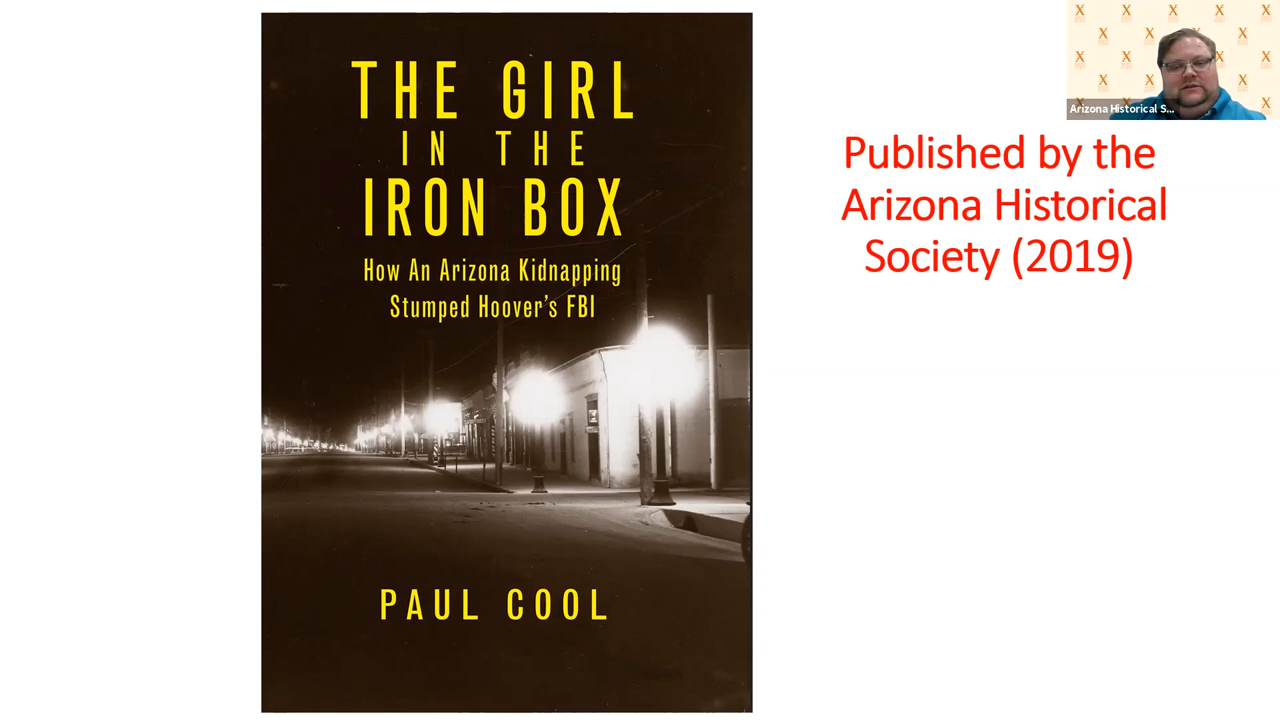 THE GIRL
IN THE
IRON BOX
How An Arizona Kidnapping
Stumped Hoover's FBI
PAUL COOL
Arizona Historical S...
Published by the
Arizona Historical
Society (2019)